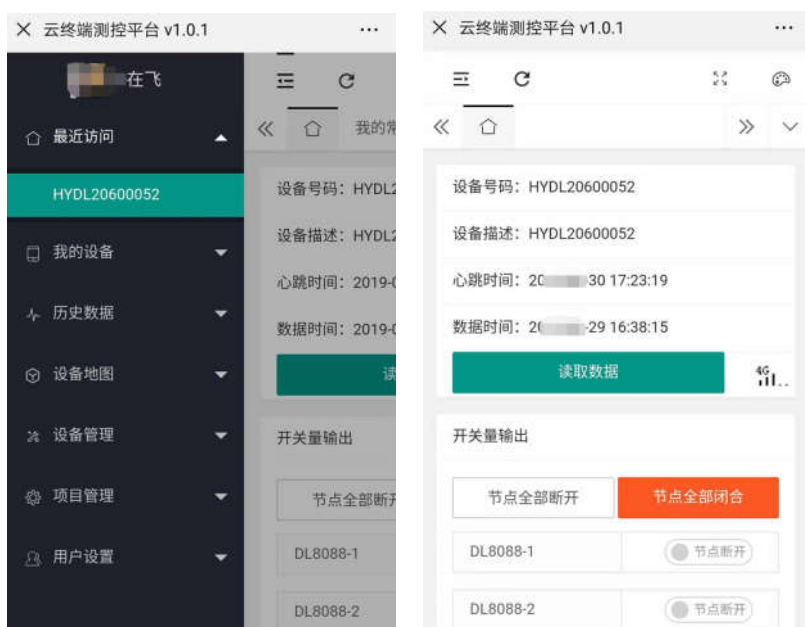 云终端测控平台 v1.0.1
在飞
最近访问
HYDL20600052
我的设备
历史数据
设备地图
设备管理
项目管理
用户设置
我的常
设备号码：HYDL2
设备描述：HYDL2
心跳时间：2019-0
数据时间：2019-0
读
开关量输出
节点全部断开
DL8088-1
DL8088-2
云终端测控平台 v1.0.1
设备号码：HYDL20600052
设备描述：HYDL20600052
心跳时间：20 30 17:23:19
数据时间：20 -29 16:38:15
读取数据
4G
开关量输出
节点全部断开 节点全部闭合
DL8088-1 节点断开
DL8088-2 节点断开